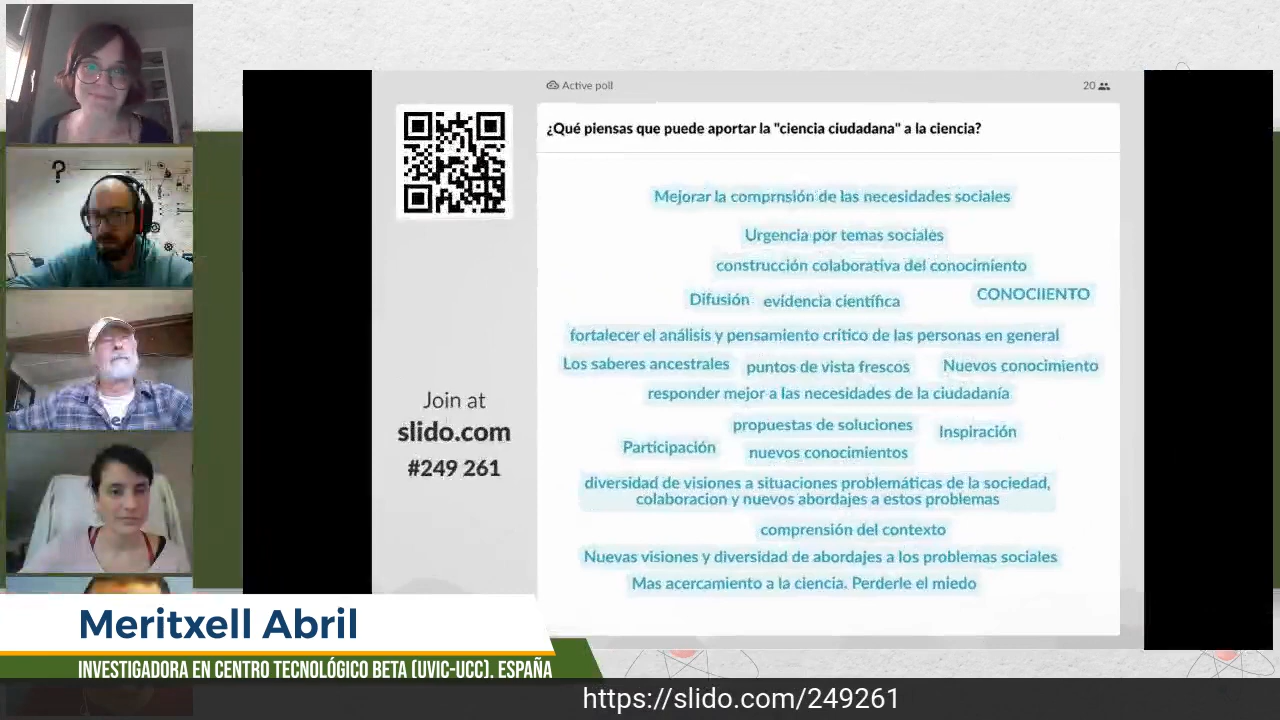 Active poll
20
¿Qué piensas que puede aportar la "ciencia ciudadana" a la ciencia?
Mejorar la comprnsión de las necesidades sociales
Urgencia por temas sociales
construcción colaborativa del conocimiento
Difusión
evidencia científica
CONOCIIENTO
fortalecer el análisis y pensamiento crítico de las personas en general
Los saberes ancestrales
puntos de vista frescos
Nuevos conocimiento
responder mejor a las necesidades de la ciudadanía
propuestas de soluciones
Inspiración
Participación
nuevos conocimientos
diversidad de visiones a situaciones problemáticas de la sociedad,
colaboracion y nuevos abordajes a estos problemas
comprensión del contexto
Nuevas visiones y diversidad de abordajes a los problemas sociales
Mas acercamiento a la ciencia. Perderle el miedo
Join at
slido.com
#249 261
Meritxell Abril
INVESTIGADORA EN CENTRO TECNOLÓGICO BETA (UVIC-UCC). ESPAÑA
https://slido.com/249261